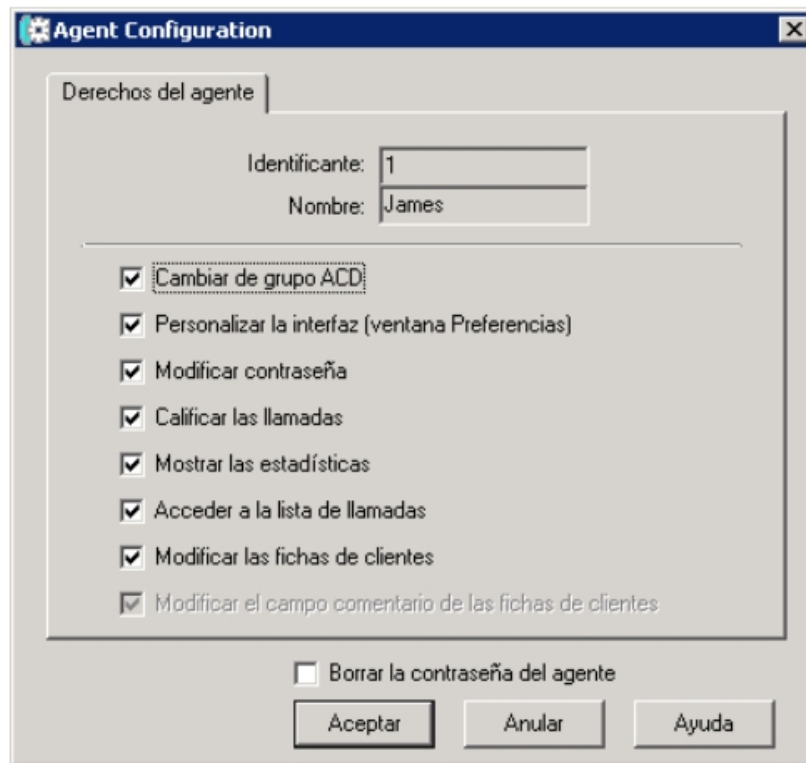 Agent Configuration
Derechos del agente
Identificante: 1
Nombre: James
Cambiar de grupo ACD
Personalizar la interfaz (ventana Preferencias)
Modificar contraseña
Calificar las llamadas
Mostrar las estadísticas
Acceder a la lista de llamadas
Modificar las fichas de clientes
Modificar el campo comentario de las fichas de clientes
Borrar la contraseña del agente
Aceptar Anular Ayuda